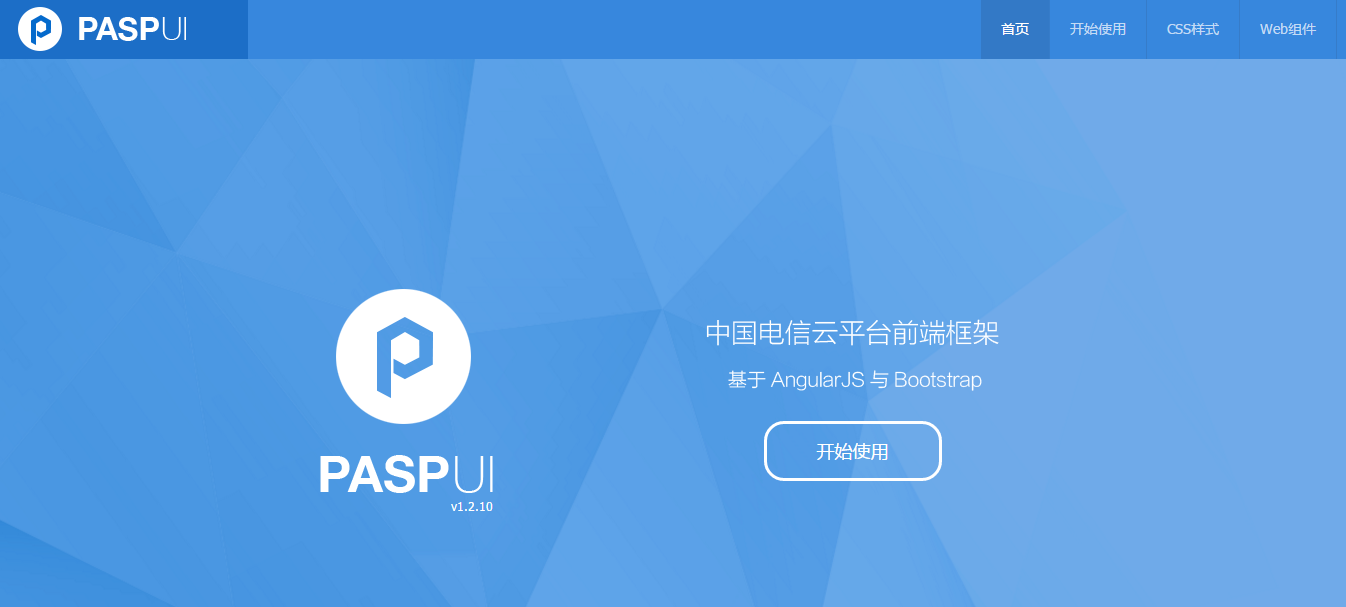 PASPUI
首页
开始使用
CSS样式
Web组件
中国电信云平台前端框架
基于 AngularJS 与 Bootstrap
开始使用
PASPUI
v1.2.10